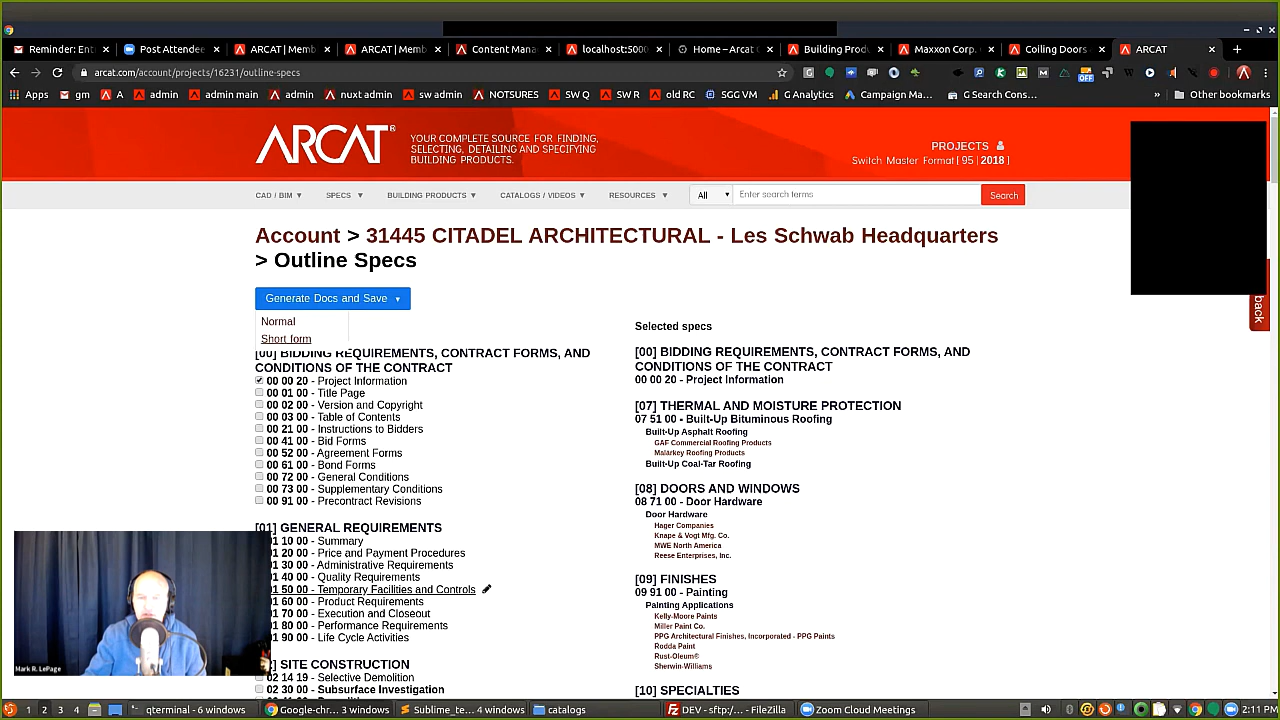 Reminder: Ent
Post Attendee
ARCAT | Memb
ARCAT | Memb
Content Mana
localhost:5000
Home – Arcat C
Building Produ
Maxxon Corp.
Coiling Doors
ARCAT
arcat.com/account/projects/16231/outline-specs
Apps
gm
A
admin
admin main
admin
nuxt admin
sw admin
NOTSURES
SW Q
SW R
old RC
SGG VM
G Analytics
Campaign Ma...
G Search Cons...
»
Other bookmarks
ARCAT®
YOUR COMPLETE SOURCE FOR FINDING,
SELECTING, DETAILING AND SPECIFYING
BUILDING PRODUCTS.
PROJECTS
Switch Master Format | 95 | 2018 |
CAD / BIM
SPECS
BUILDING PRODUCTS
CATALOGS / VIDEOS
RESOURCES
All
Enter search terms
Search
Account > 31445 CITADEL ARCHITECTURAL - Les Schwab Headquarters
> Outline Specs
Generate Docs and Save
Normal
Short form
[00] BIDDING REQUIREMENTS, CONTRACT FORMS, AND
CONDITIONS OF THE CONTRACT
00 00 20 - Project Information
00 01 00 - Title Page
00 02 00 - Version and Copyright
00 03 00 - Table of Contents
00 21 00 - Instructions to Bidders
00 41 00 - Bid Forms
00 52 00 - Agreement Forms
00 61 00 - Bond Forms
00 72 00 - General Conditions
00 73 00 - Supplementary Conditions
00 91 00 - Precontract Revisions
[01] GENERAL REQUIREMENTS
01 10 00 - Summary
01 20 00 - Price and Payment Procedures
01 30 00 - Administrative Requirements
01 40 00 - Quality Requirements
01 50 00 - Temporary Facilities and Controls
01 60 00 - Product Requirements
01 70 00 - Execution and Closeout
01 80 00 - Performance Requirements
01 90 00 - Life Cycle Activities
] SITE CONSTRUCTION
02 14 19 - Selective Demolition
02 30 00 - Subsurface Investigation
Selected specs
[00] BIDDING REQUIREMENTS, CONTRACT FORMS, AND
CONDITIONS OF THE CONTRACT
00 00 20 - Project Information
[07] THERMAL AND MOISTURE PROTECTION
07 51 00 - Built-Up Bituminous Roofing
Built-Up Asphalt Roofing
GAF Commercial Roofing Products
Malarkey Roofing Products
Built-Up Coal-Tar Roofing
[08] DOORS AND WINDOWS
08 71 00 - Door Hardware
Door Hardware
Hager Companies
Knape & Vogt Mfg. Co.
MWE North America
Reese Enterprises, Inc.
[09] FINISHES
09 91 00 - Painting
Painting Applications
Kelly-Moore Paints
Miller Paint Co.
PPG Architectural Finishes, Incorporated - PPG Paints
Rodda Paint
Rust-Oleum®
Sherwin-Williams
[10] SPECIALTIES
back
Mark R. LePage
1 2 3 4
qterminal - 6 windows
Google-chr... 3 windows
Sublime_te... 4 windows
catalogs
DEV - sftp:/... - FileZilla
Zoom Cloud Meetings
2:11 PM